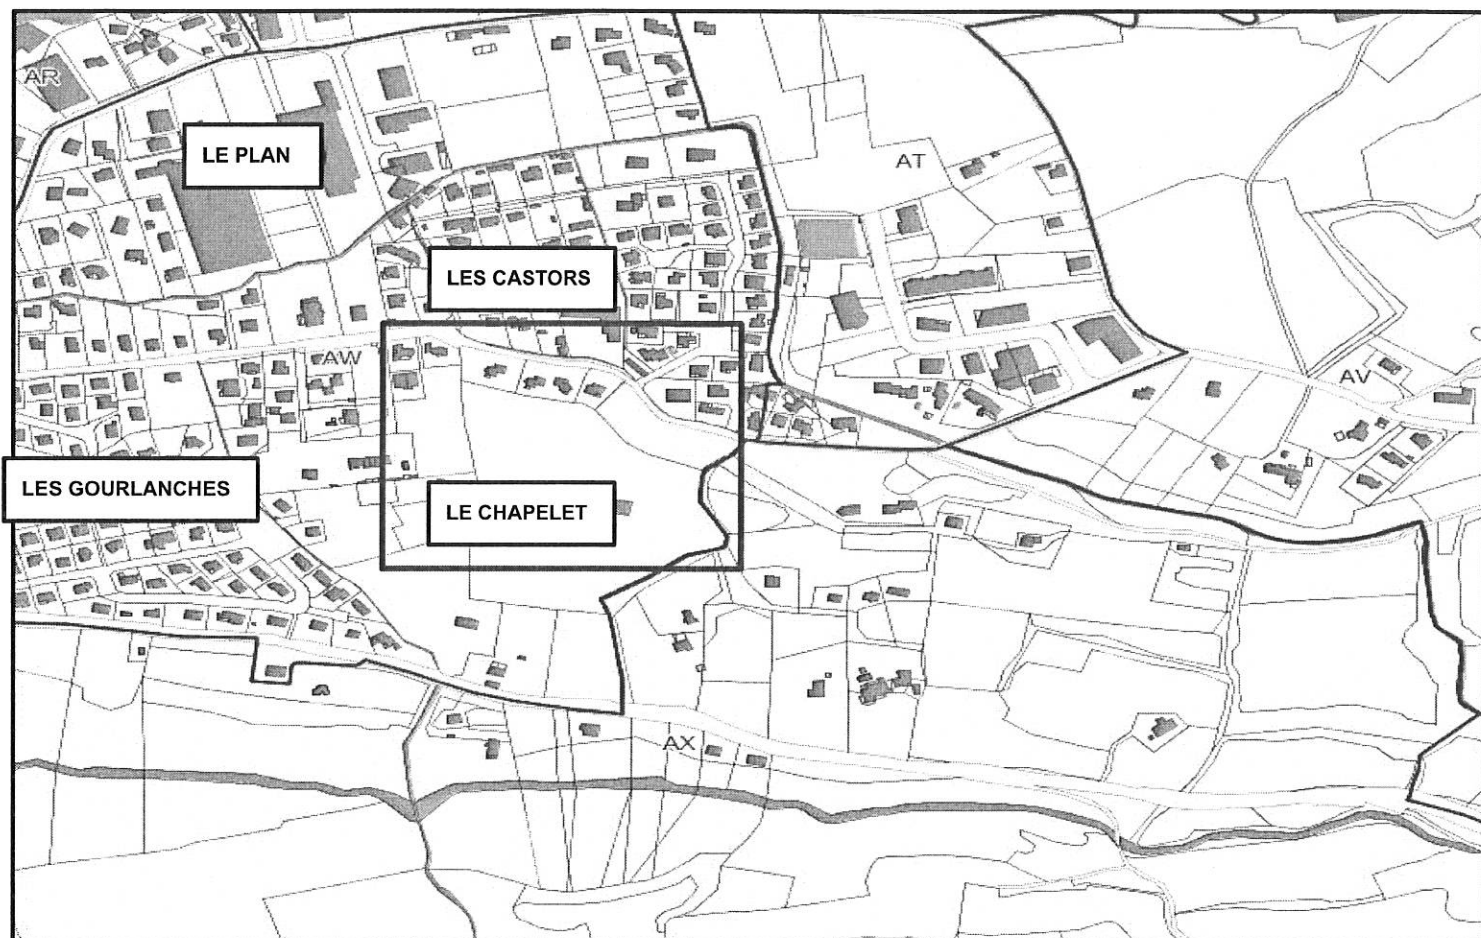 AR
LE PLAN
AT
LES CASTORS
AW
AV
LES GOURLANCHES
LE CHAPELET
AX